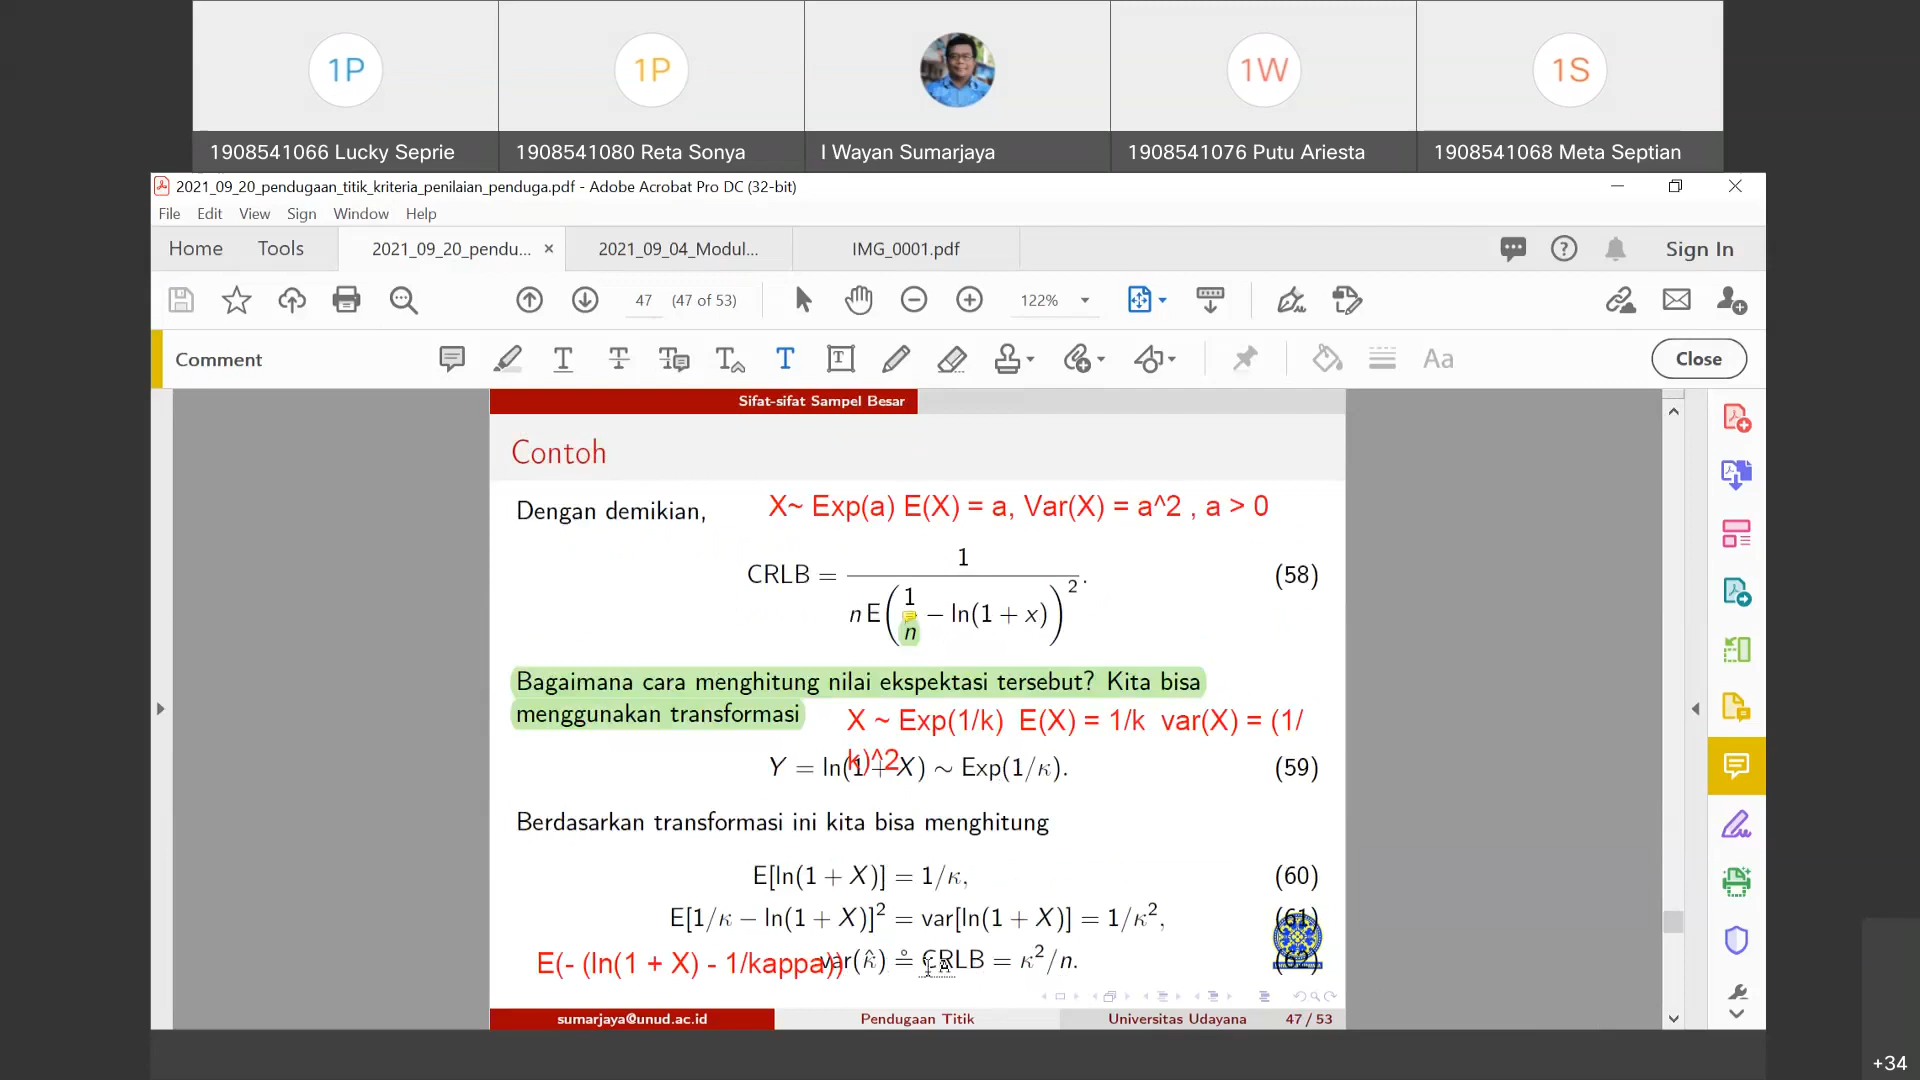 1P
1P
1W
1S
1908541066 Lucky Seprie
1908541080 Reta Sonya
I Wayan Sumarjaya
1908541076 Putu Ariesta
1908541068 Meta Septian
2021_09_20_pendugaan_titik_kriteria_penilaian_penduga.pdf - Adobe Acrobat Pro DC (32-bit)
File Edit View Sign Window Help
Home Tools 2021_09_20_pendu... × 2021_09_04_Modul... IMG_0001.pdf Sign In
47 (47 of 53) 122%
Comment T T T T T T Aa Close
Sifat-sifat Sampel Besar
Contoh
Dengan demikian,
X~ Exp(a) E(X) = a, Var(X) = a^2 , a > 0
CRLB = 1 / n E(1/n − ln(1 + x))². (58)
Bagaimana cara menghitung nilai ekspektasi tersebut? Kita bisa
menggunakan transformasi
X ~ Exp(1/k) E(X) = 1/k var(X) = (1/
k)^2
Y = ln(1 + X) ∼ Exp(1/κ). (59)
Berdasarkan transformasi ini kita bisa menghitung
E[ln(1 + X)] = 1/κ, (60)
E[1/κ − ln(1 + X)]² = var[ln(1 + X)] = 1/κ², (61)
E(- (ln(1 + X) - 1/kappa))
var(κ̂) ≗ CRLB = κ²/n.
sumarjaya@unud.ac.id Pendugaan Titik Universitas Udayana 47 / 53
+34